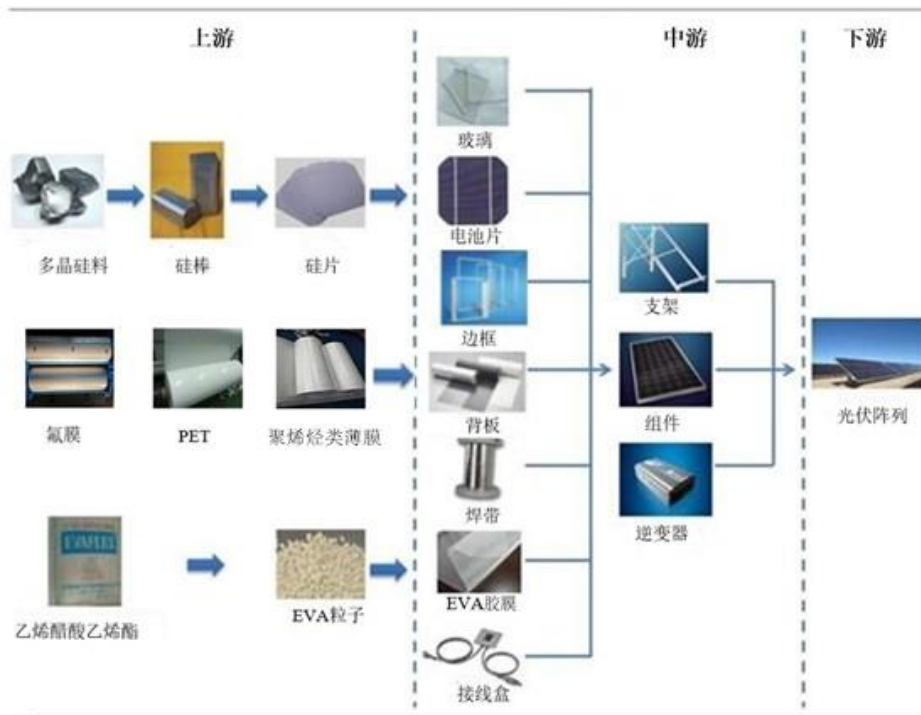 上游
中游
下游
玻璃
多晶硅料
硅棒
硅片
电池片
边框
支架
氟膜
PET
聚烯烃类薄膜
背板
组件
光伏阵列
焊带
逆变器
乙烯醋酸乙烯酯
EVA粒子
EVA胶膜
接线盒